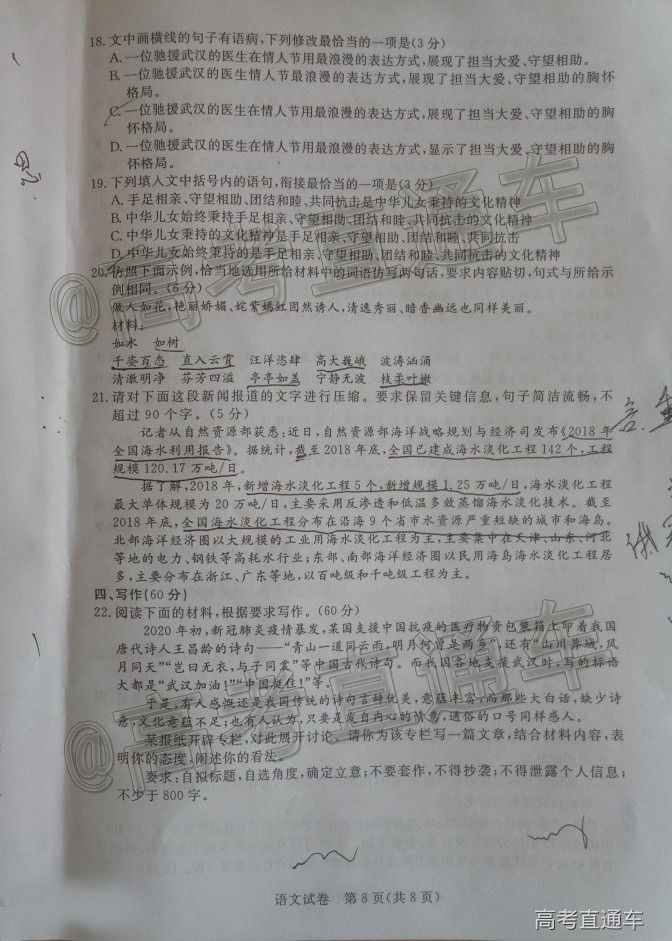 18. 文中画横线的句子有语病,下列修改最恰当的一项是(3分)
A. 一位驰援武汉的医生在情人节用最浪漫的表达方式,展现了担当大爱、守望相助。
B. 一位驰援武汉的医生情人节最浪漫的表达方式,展现了担当大爱、守望相助的胸怀
格局。
C. 一位驰援武汉的医生在情人节用最浪漫的表达方式,展现了担当大爱、守望相助的胸
怀格局。
D. 一位驰援武汉的医生在情人节用最浪漫的表达方式,显示了担当大爱、守望相助的
胸怀格局。
19. 下列填入文中括号内的语句,衔接最恰当的一项是(3分)
A. 手足相亲、守望相助、团结和睦、共同抗击是中华儿女秉持的文化精神
B. 中华儿女始终秉持手足相亲、守望相助、团结和睦、共同抗击的文化精神
C. 中华儿女秉持的文化精神是手足相亲、守望相助、团结和睦、共同抗击
D. 中华儿女始终秉持的是手足相亲、守望相助、团结和睦、共同抗击的文化精神
20. 仿照下面示例,恰当地选用所给材料中的词语仿写两句话,要求内容贴切,句式与所给示
例相同。(6分)
做人如花,艳丽娇媚、姹紫嫣红固然诱人,清逸秀丽、暗香幽远也同样美丽。
材料:
如水 如树
千姿百态 直入云霄 汪洋恣肆 高大巍峨 波涛汹涌
清澈明净 芬芳四溢 亭亭如盖 宁静无波 枝柔叶嫩
21. 请对下面这段新闻报道的文字进行压缩。要求保留关键信息,句子简洁流畅,不
超过90个字。(5分)
记者从自然资源部获悉:近日,自然资源部海洋战略规划与经济司发布《2018年
全国海水利用报告》。据统计,截至2018年底,全国已建成海水淡化工程142个,工程
规模120.17万吨/日。
据了解,2018年,新增海水淡化工程5个,新增规模1.25万吨/日,海水淡化工程
最大单体规模为20万吨/日,主要采用反渗透和低温多效蒸馏海水淡化技术。截至
2018年底,全国海水淡化工程分布在沿海9个省市水资源严重短缺的城市和海岛。
北部海洋经济圈以大规模的工业用海水淡化工程为主,主要集中在天津、山东、河北
等地的电力、钢铁等高耗水行业;东部、南部海洋经济圈以民用海岛海水淡化工程居
多,主要分布在浙江、广东等地,以百吨级和千吨级工程为主。
四、写作(60分)
22. 阅读下面的材料,根据要求写作。(60分)
2020年初,新冠肺炎疫情暴发,某国支援中国抗疫的医疗物资包装箱上印着我国
唐代诗人王昌龄的诗句——“青山一道同云雨,明月何曾是两乡”;还有“山川异域,风
月同天”“岂曰无衣,与子同裳”等中国古代诗句。而我国各地支援武汉时,写的标语
大都是“武汉加油!”“中国挺住!”等。
于是,有人感慨还是我国传统的诗句言辞优美,意蕴丰富,而那些大白话,缺少诗
意,文化意蕴不足;也有人认为,只要是发自内心的情意,通俗的口号同样感人。
某报纸开辟专栏,对此展开讨论。请你为该专栏写一篇文章,结合材料内容,表
明你的态度,阐述你的看法。
要求:自拟标题,自选角度,确定立意;不要套作,不得抄袭;不得泄露个人信息;
不少于800字。
语文试卷 第8页(共8页)
@高考直通车
@高考直通车
高考直通车